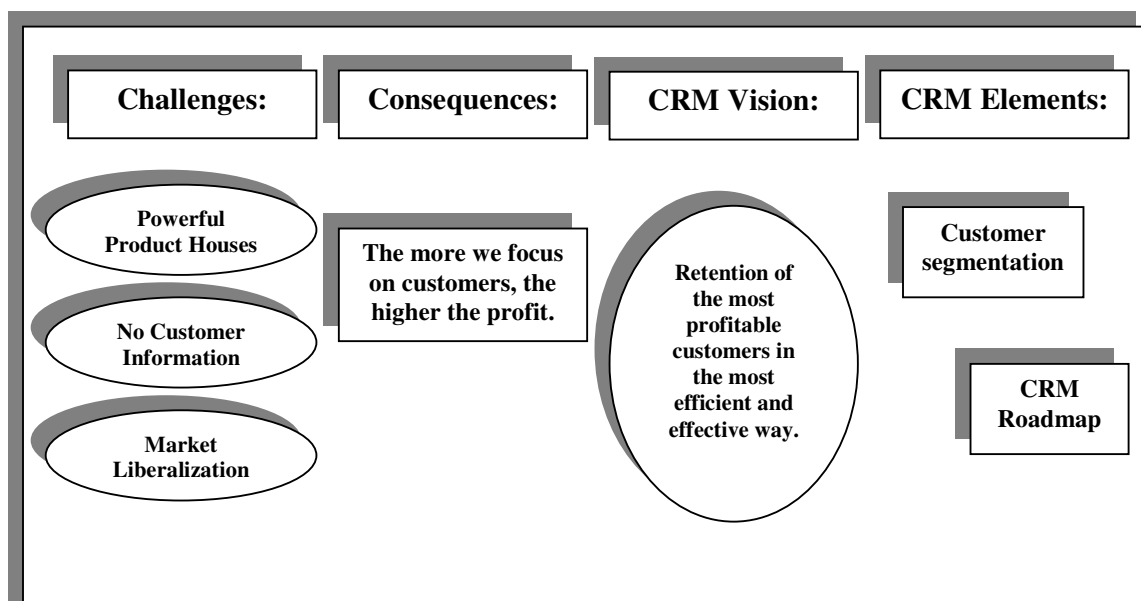 Challenges:
Consequences:
CRM Vision:
CRM Elements:
Powerful
Product Houses
No Customer
Information
Market
Liberalization
The more we focus
on customers, the
higher the profit.
Retention of
the most
profitable
customers in
the most
efficient and
effective way.
Customer
segmentation
CRM
Roadmap